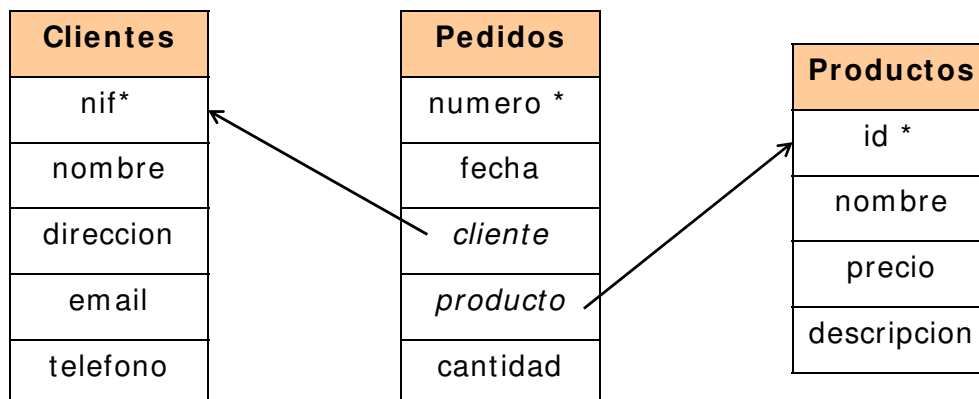 Clientes
nif*
nombre
direccion
email
telefono
Pedidos
numero *
fecha
cliente
producto
cantidad
Productos
id *
nombre
precio
descripcion